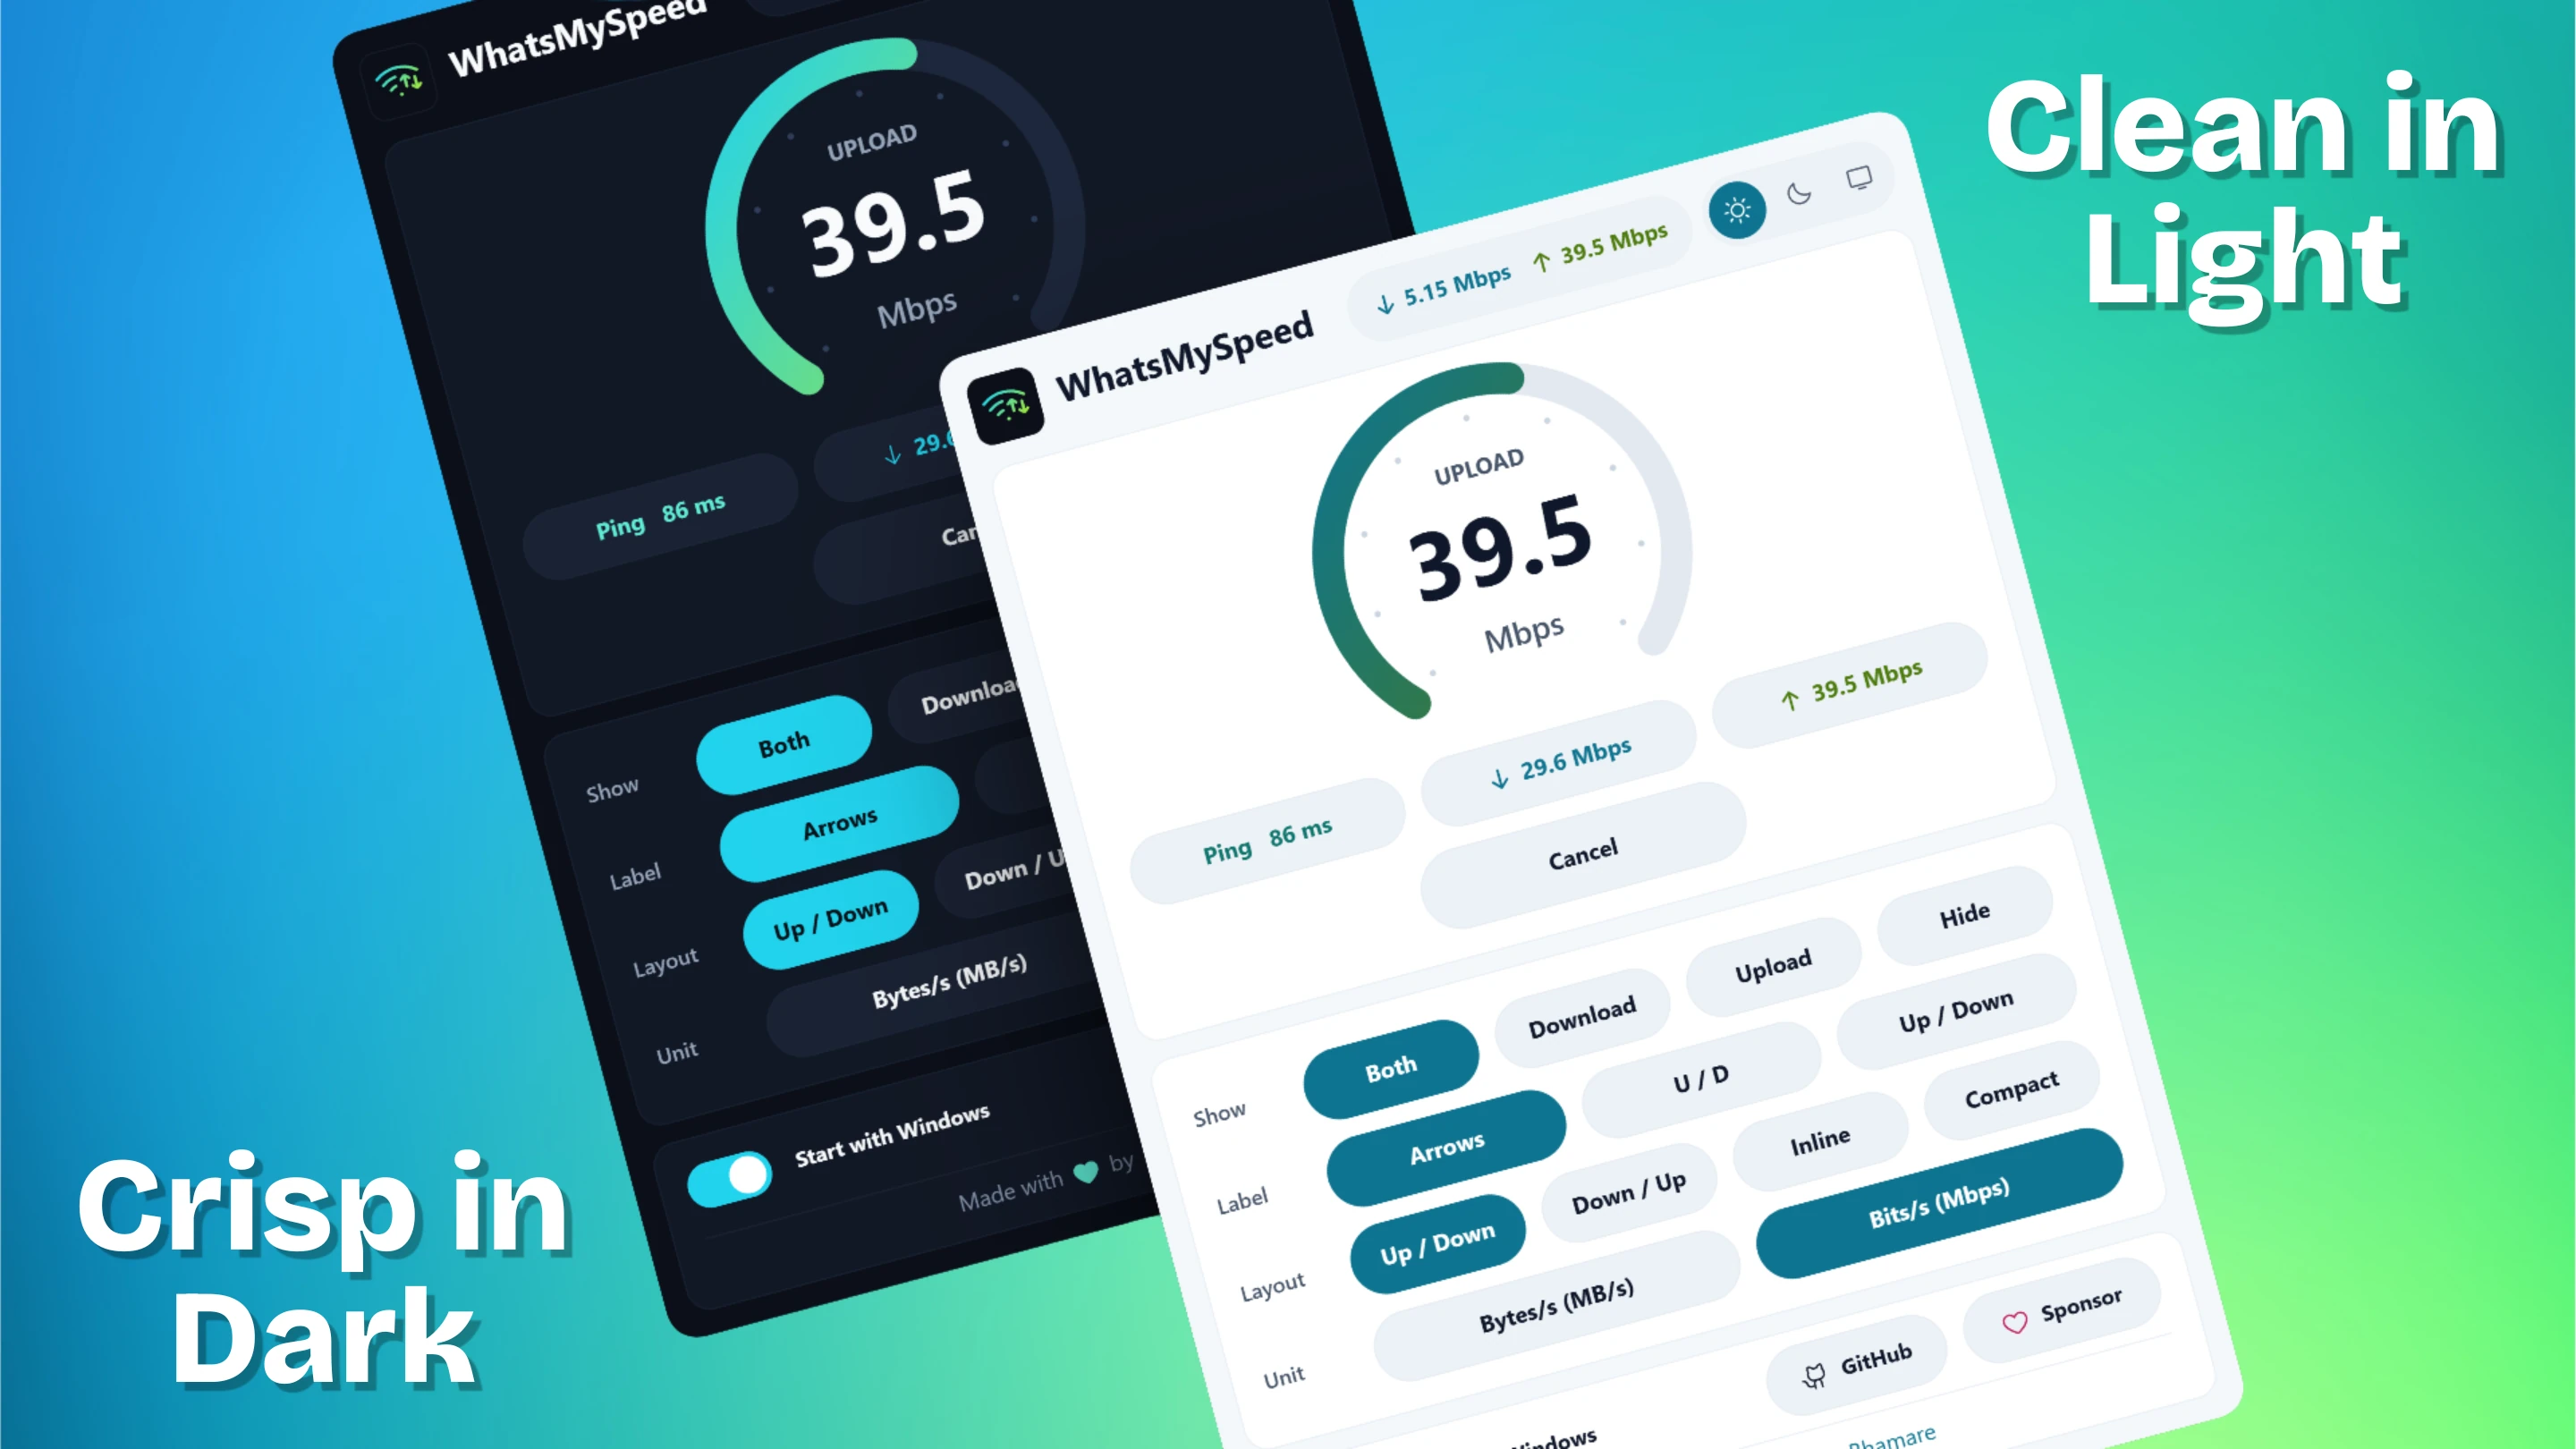 WhatsMySpeed
UPLOAD
39.5
Mbps
Ping 86 ms
↓ 29.6
Show
Both
Label
Arrows
Layout
Up / Down
Down / U
Unit
Bytes/s (MB/s)
Start with Windows
Made with by
Crisp in
Dark
Clean in
Light
WhatsMySpeed
↓ 5.15 Mbps ↑ 39.5 Mbps
UPLOAD
39.5
Mbps
Ping 86 ms
↓ 29.6 Mbps
↑ 39.5 Mbps
Cancel
Show
Both
Download
Upload
Hide
Label
Arrows
U / D
Up / Down
Layout
Up / Down
Down / Up
Inline
Compact
Unit
Bytes/s (MB/s)
Bits/s (Mbps)
GitHub
Sponsor